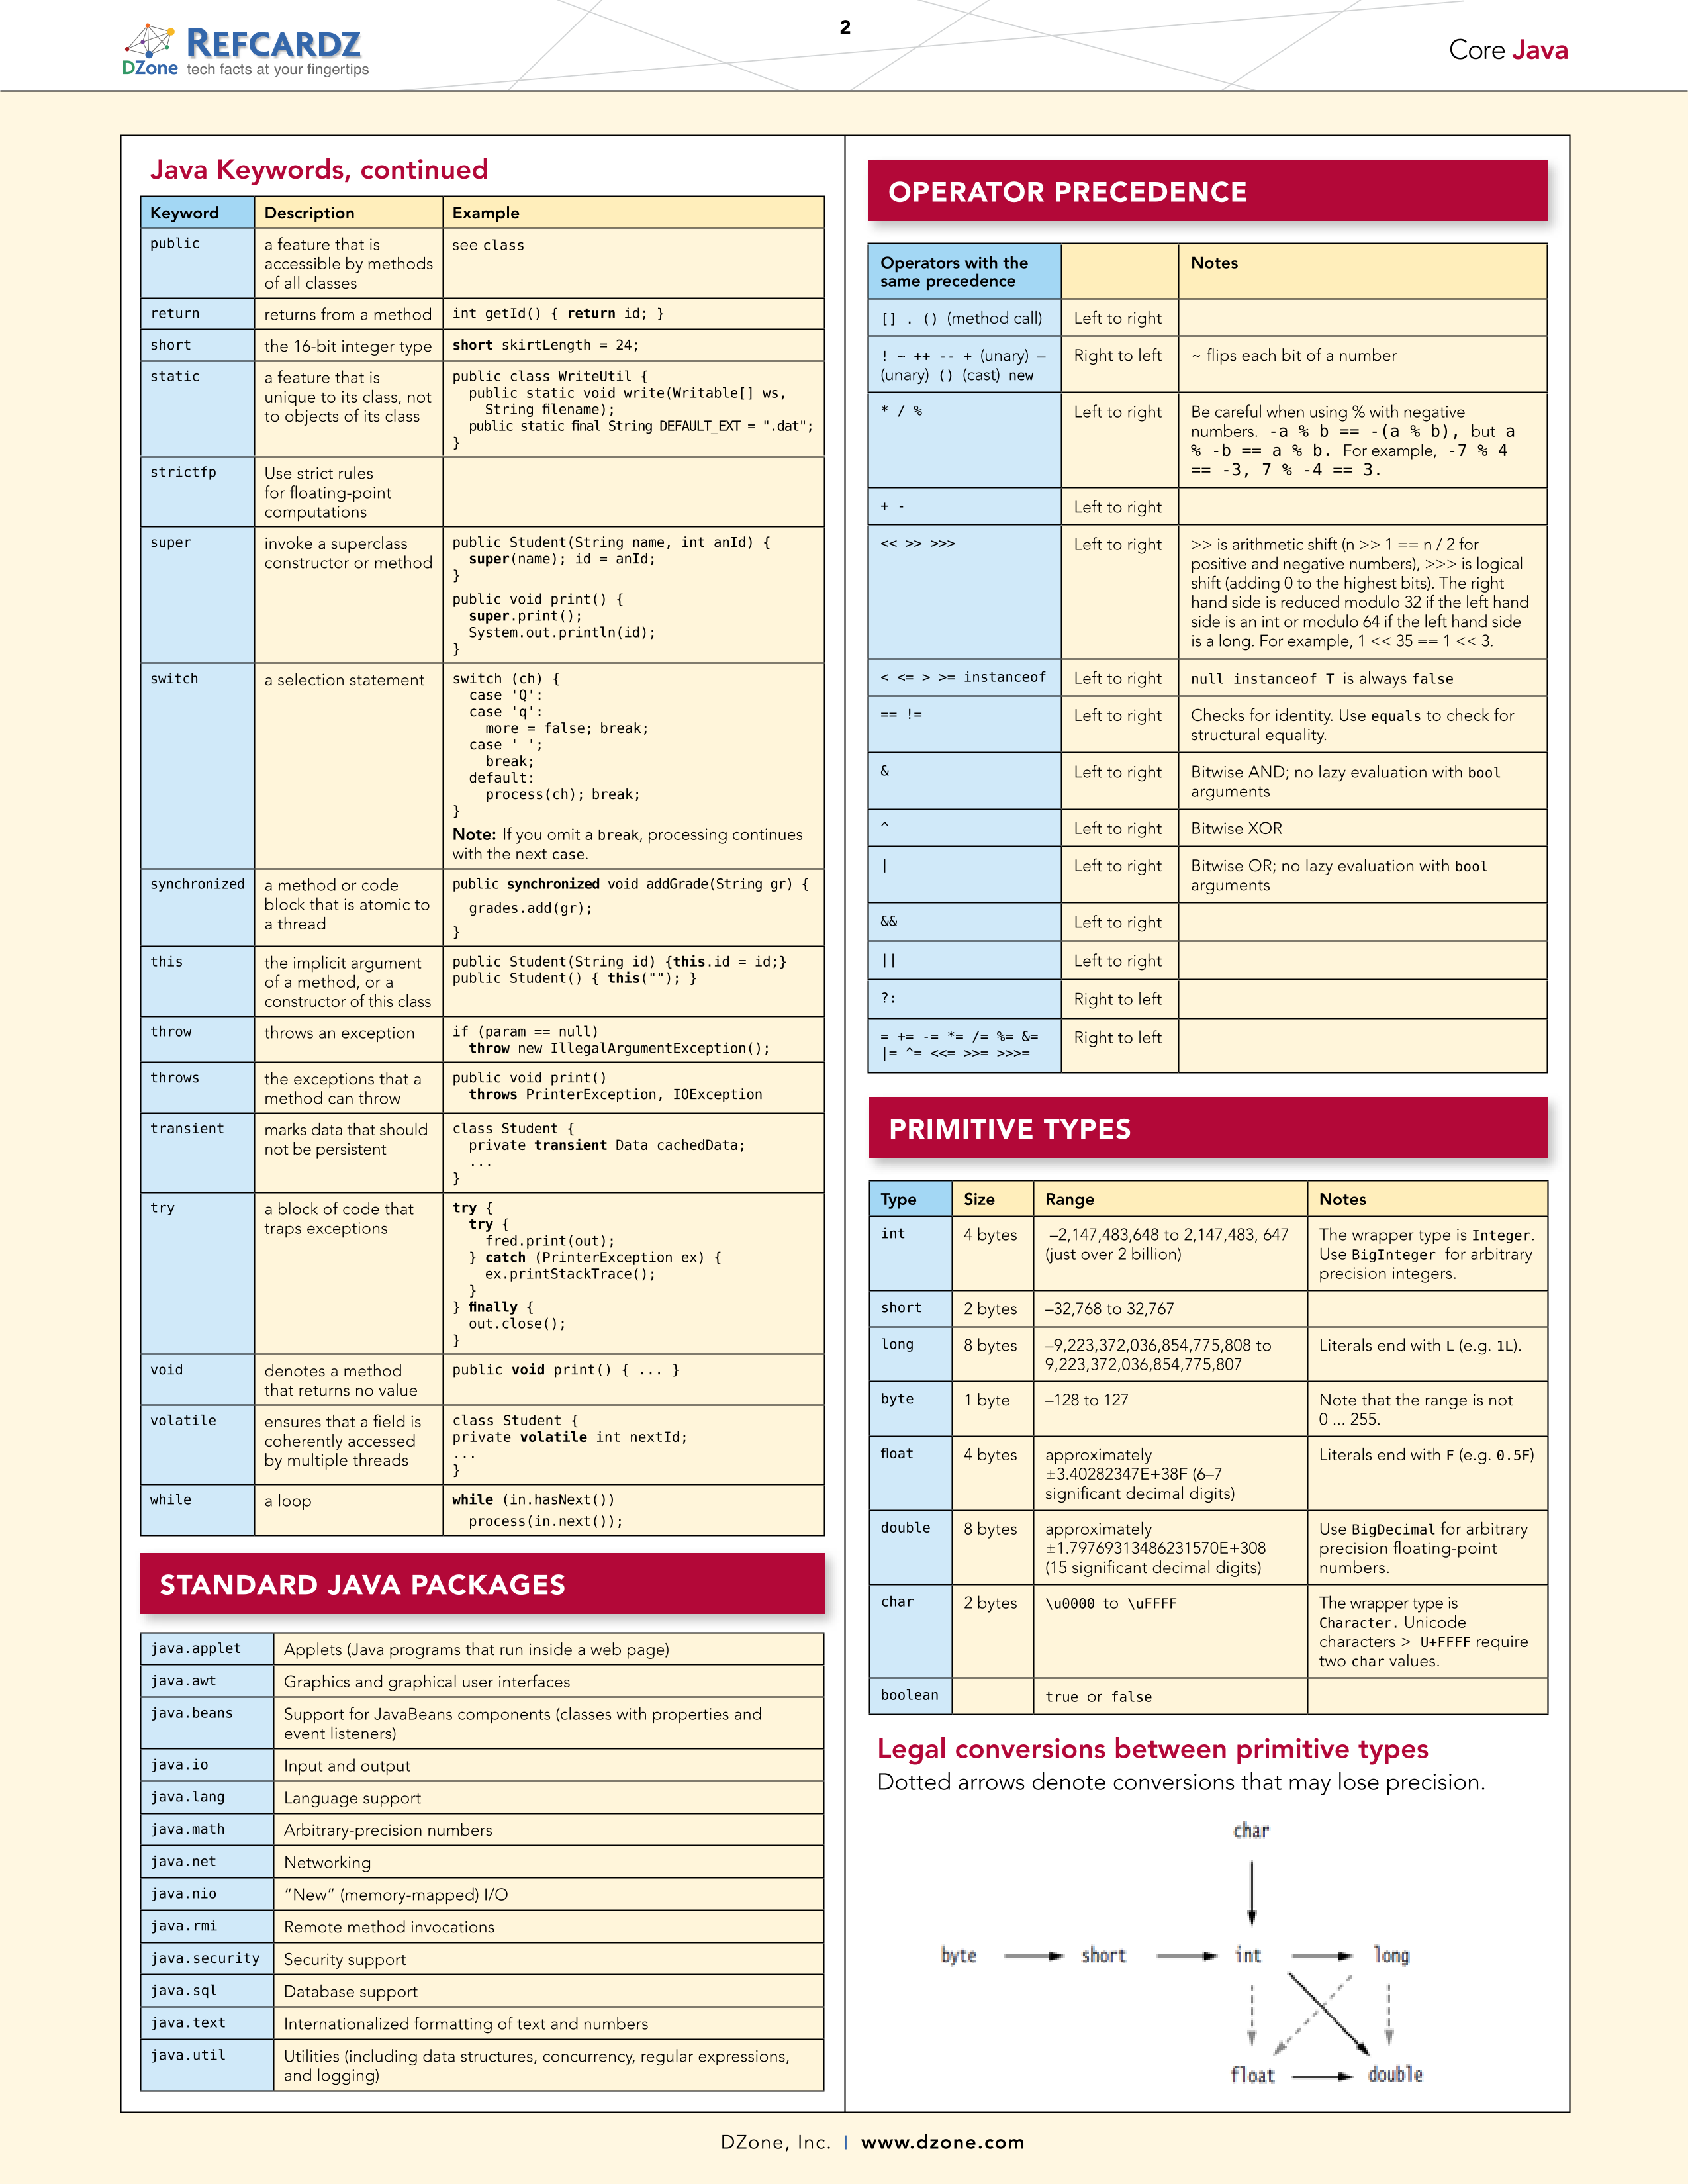 2
DZone REFCARDZ
tech facts at your fingertips
Core Java
Java Keywords, continued
Keyword Description Example
public a feature that is see class
accessible by methods
of all classes
return returns from a method int getId() { return id; }
short the 16-bit integer type short skirtLength = 24;
static a feature that is public class WriteUtil {
unique to its class, not public static void write(Writable[] ws,
to objects of its class String filename);
public static final String DEFAULT_EXT = ".dat";
}
strictfp Use strict rules
for floating-point
computations
super invoke a superclass public Student(String name, int anId) {
constructor or method super(name); id = anId;
}
public void print() {
super.print();
System.out.println(id);
}
switch a selection statement switch (ch) {
case 'Q':
case 'q':
more = false; break;
case ' ';
break;
default:
process(ch); break;
}
Note: If you omit a break, processing continues
with the next case.
synchronized a method or code public synchronized void addGrade(String gr) {
block that is atomic to grades.add(gr);
a thread }
this the implicit argument public Student(String id) {this.id = id;}
of a method, or a public Student() { this(""); }
constructor of this class
throw throws an exception if (param == null)
throw new IllegalArgumentException();
throws the exceptions that a public void print()
method can throw throws PrinterException, IOException
transient marks data that should class Student {
not be persistent private transient Data cachedData;
...
}
try a block of code that try {
traps exceptions try {
fred.print(out);
} catch (PrinterException ex) {
ex.printStackTrace();
}
} finally {
out.close();
}
void denotes a method public void print() { ... }
that returns no value
volatile ensures that a field is class Student {
coherently accessed private volatile int nextId;
by multiple threads ...
}
while a loop while (in.hasNext())
process(in.next());
STANDARD JAVA PACKAGES
java.applet Applets (Java programs that run inside a web page)
java.awt Graphics and graphical user interfaces
java.beans Support for JavaBeans components (classes with properties and
event listeners)
java.io Input and output
java.lang Language support
java.math Arbitrary-precision numbers
java.net Networking
java.nio “New” (memory-mapped) I/O
java.rmi Remote method invocations
java.security Security support
java.sql Database support
java.text Internationalized formatting of text and numbers
java.util Utilities (including data structures, concurrency, regular expressions,
and logging)
OPERATOR PRECEDENCE
Operators with the Notes
same precedence
[] . () (method call) Left to right
! ~ ++ -- + (unary) – Right to left ~ flips each bit of a number
(unary) () (cast) new
* / % Left to right Be careful when using % with negative
numbers. -a % b == -(a % b), but a
% -b == a % b. For example, -7 % 4
== -3, 7 % -4 == 3.
+ - Left to right
<< >> >>> Left to right >> is arithmetic shift (n >> 1 == n / 2 for
positive and negative numbers), >>> is logical
shift (adding 0 to the highest bits). The right
hand side is reduced modulo 32 if the left hand
side is an int or modulo 64 if the left hand side
is a long. For example, 1 << 35 == 1 << 3.
< <= > >= instanceof Left to right null instanceof T is always false
== != Left to right Checks for identity. Use equals to check for
structural equality.
& Left to right Bitwise AND; no lazy evaluation with bool
arguments
^ Left to right Bitwise XOR
| Left to right Bitwise OR; no lazy evaluation with bool
arguments
&& Left to right
|| Left to right
?: Right to left
= += -= *= /= %= &= Right to left
|= ^= <<= >>= >>>=
PRIMITIVE TYPES
Type Size Range Notes
int 4 bytes –2,147,483,648 to 2,147,483, 647 The wrapper type is Integer.
(just over 2 billion) Use BigInteger for arbitrary
precision integers.
short 2 bytes –32,768 to 32,767
long 8 bytes –9,223,372,036,854,775,808 to Literals end with L (e.g. 1L).
9,223,372,036,854,775,807
byte 1 byte –128 to 127 Note that the range is not
0 ... 255.
float 4 bytes approximately Literals end with F (e.g. 0.5F)
±3.40282347E+38F (6–7
significant decimal digits)
double 8 bytes approximately Use BigDecimal for arbitrary
±1.79769313486231570E+308 precision floating-point
(15 significant decimal digits) numbers.
char 2 bytes \u0000 to \uFFFF The wrapper type is
Character. Unicode
characters > U+FFFF require
two char values.
boolean true or false
Legal conversions between primitive types
Dotted arrows denote conversions that may lose precision.
char
byte short int long
float double
DZone, Inc. | www.dzone.com